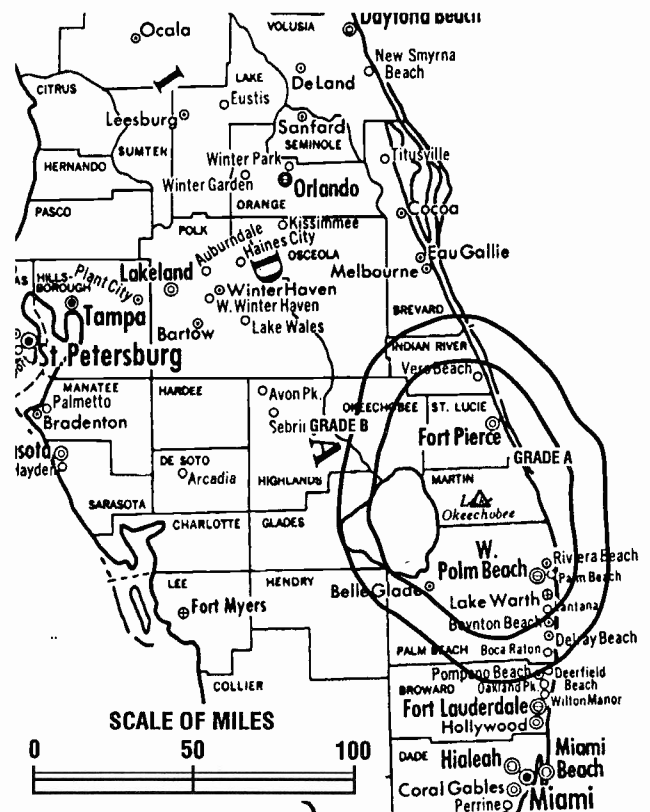 Daytona Beach
VOLUSIA
Ocala
New Smyrna
Beach
I
LAKE
DeLand
CITRUS
Eustis
Leesburg
Sanford
SEMINOLE
SUMTER
Winter Park
Titusville
HERNANDO
Winter Garden
Orlando
PASCO
ORANGE
Cocoa
POLK
Kissimmee
Auburndale
Haines City
OSCEOLA
Eau Gallie
Melbourne
HILLS-
BOROUGH
Plant City
Lakeland
D
Winter Haven
Tampa
W. Winter Haven
BREVARD
Bartow
Lake Wales
INDIAN RIVER
St. Petersburg
Vero Beach
MANATEE
HARDEE
Avon Pk.
Palmetto
OKEECHOBEE
ST. LUCIE
Bradenton
Sebri
GRADE B
Fort Pierce
A
GRADE A
DE SOTO
Arcadia
HIGHLANDS
MARTIN
Lake
Okeechobee
SARASOTA
CHARLOTTE
GLADES
W.
Palm Beach
Riviera Beach
Palm Beach
LEE
HENDRY
Belle Glade
Lake Warth
Lantana
Fort Myers
Boynton Beach
Delray Beach
PALM BEACH
Boca Raton
COLLIER
Pompano Beach
Deerfield
Beach
BROWARD
Oakland Pk.
Wilton Manor
Fort Lauderdale
Hollywood
SCALE OF MILES
0 50 100
DADE
Hialeah
Miami
Beach
Coral Gables
Miami
Perrine